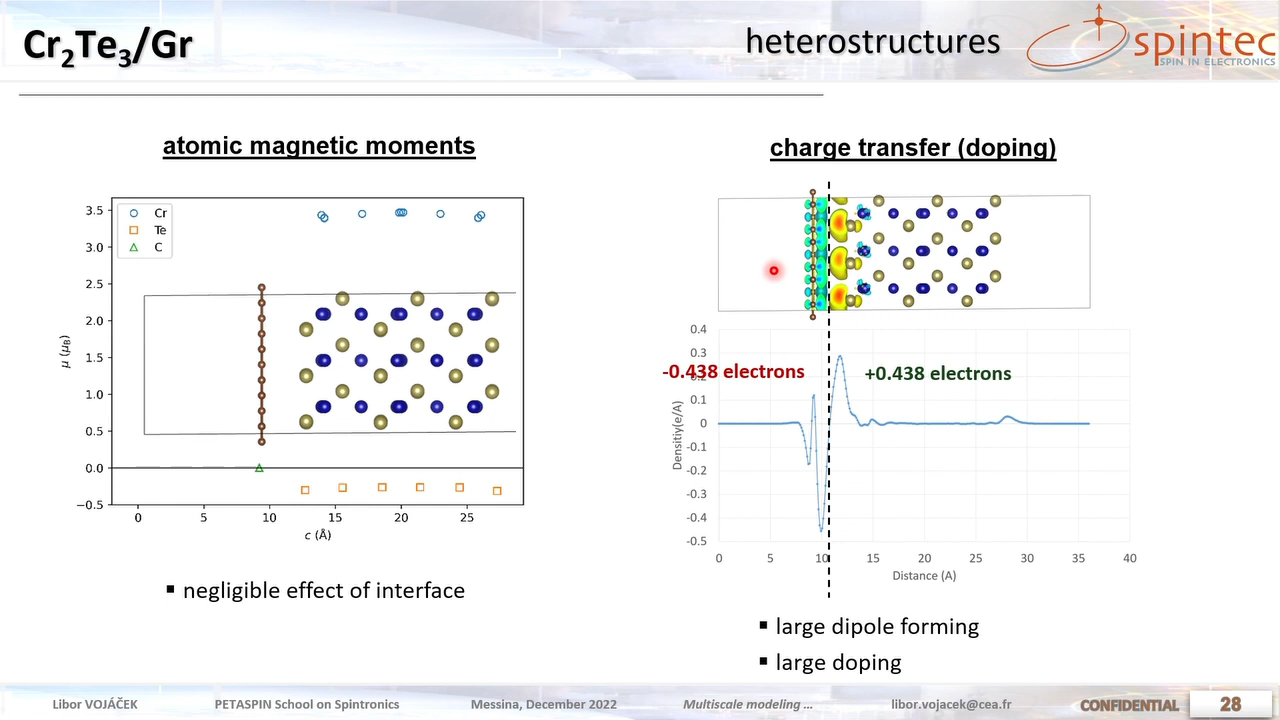 Cr₂Te₃/Gr
heterostructures
spintec
SPIN IN ELECTRONICS
atomic magnetic moments
charge transfer (doping)
Cr
Te
C
3.5
3.0
2.5
2.0
1.5
1.0
0.5
0.0
−0.5
μ (μB)
0 5 10 15 20 25
c (Å)
▪ negligible effect of interface
0.4
0.3
0.2
0.1
0
-0.1
-0.2
-0.3
-0.4
-0.5
Densitiy(e/A)
-0.438 electrons
+0.438 electrons
0 5 10 15 20 25 30 35 40
Distance (A)
▪ large dipole forming
▪ large doping
Libor VOJÁČEK PETASPIN School on Spintronics Messina, December 2022 Multiscale modeling … libor.vojacek@cea.fr CONFIDENTIAL 28